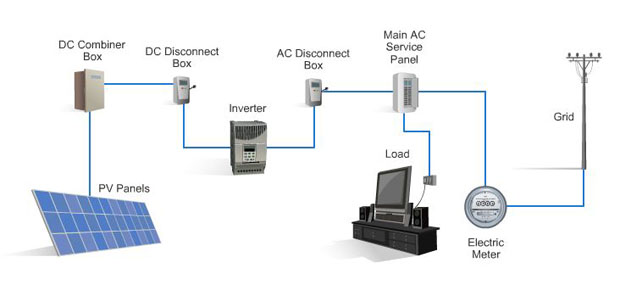 DC Combiner
Box
DC Disconnect
Box
AC Disconnect
Box
Main AC
Service
Panel
Inverter
Grid
Load
PV Panels
Electric
Meter